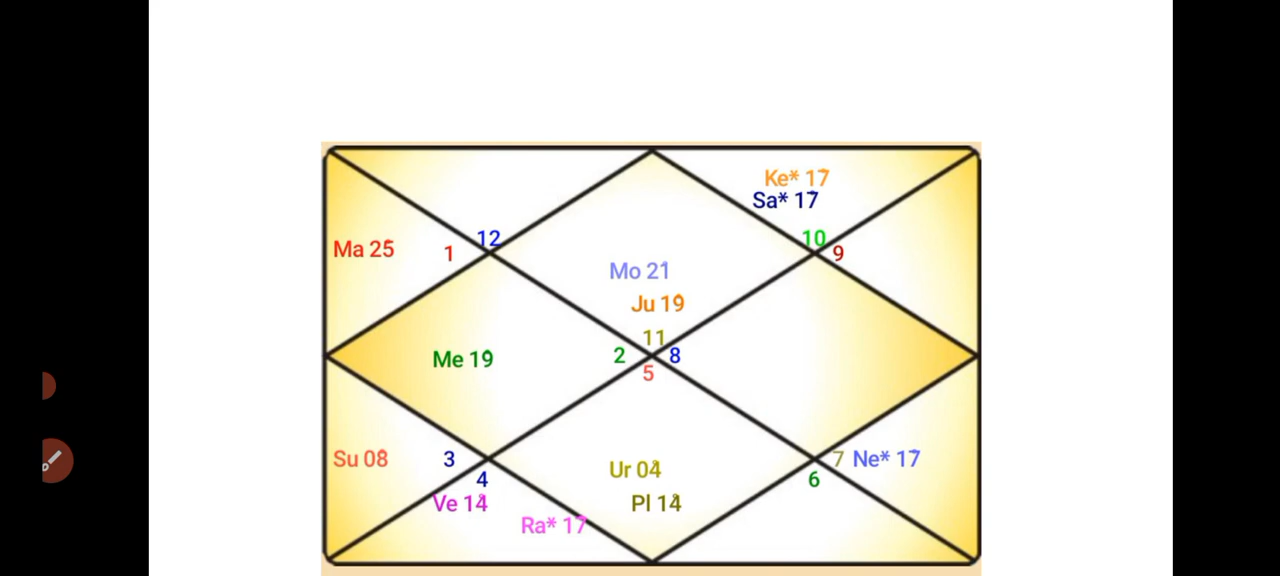 Ke* 17
Sa* 17
12
10
Ma 25
1
9
Mo 21
Ju 19
11
Me 19
2
8
5
Su 08
3
7
Ne* 17
4
Ur 04
6
Ve 14
Pl 14
Ra* 17